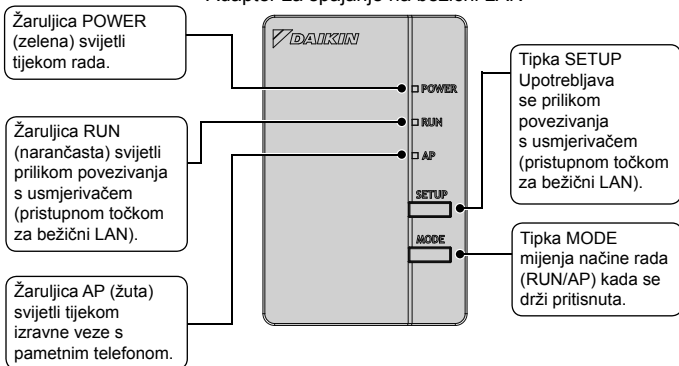 Adapter za spajanje na bežični LAN
Žaruljica POWER
(zelena) svijetli
tijekom rada.
Žaruljica RUN
(narančasta) svijetli
prilikom povezivanja
s usmjerivačem
(pristupnom točkom
za bežični LAN).
Žaruljica AP (žuta)
svijetli tijekom
izravne veze s
pametnim telefonom.
DAIKIN
POWER
RUN
AP
SETUP
MODE
Tipka SETUP
Upotrebljava
se prilikom
povezivanja
s usmjerivačem
(pristupnom točkom
za bežični LAN).
Tipka MODE
mijenja načine rada
(RUN/AP) kada se
drži pritisnuta.